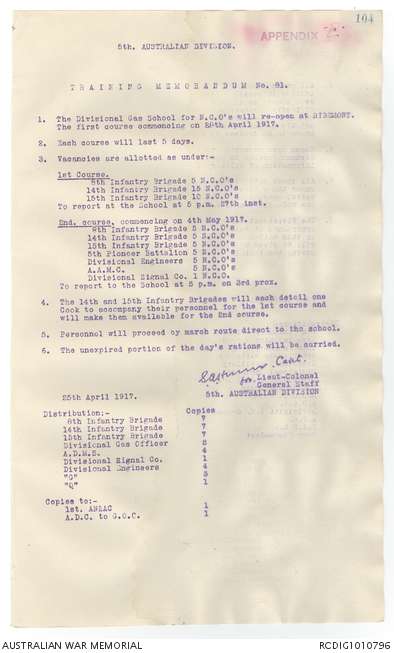 104
APPENDIX
5th. AUSTRALIAN DIVISION.
TRAINING MEMORANDUM No. 81.
1. The Divisional Gas School for N.C.O's will re-open at RIBEMONT.
The first course commencing on 28th April 1917.
2. Each course will last 5 days.
3. Vacancies are allotted as under:-
1st Course.
8th Infantry Brigade 5 N.C.O's
14th Infantry Brigade 15 N.C.O's
15th Infantry Brigade 10 N.C.O's
To report at the School at 5 p.m. 27th inst.
2nd. course, commencing on 4th May 1917.
8th Infantry Brigade 5 N.C.O's
14th Infantry Brigade 5 N.C.O's
15th Infantry Brigade 5 N.C.O's
5th Pioneer Battalion 5 N.C.O's
Divisional Engineers 5 N.C.O's
A.A.M.C. 5 N.C.O's
Divisional Signal Co. 1 N.C.O.
To report to the School at 5 p.m. on 3rd prox.
4. The 14th and 15th Infantry Brigades will each detail one
Cook to accompany their personnel for the 1st course and
will make them available for the 2nd course.
5. Personnel will proceed by march route direct to the school.
6. The unexpired portion of the day's rations will be carried.
Capt.
for Lieut-Colonel
General Staff
5th. AUSTRALIAN DIVISION
25th April 1917.
Distribution:- Copies
8th Infantry Brigade 7
14th Infantry Brigade 7
15th Infantry Brigade 7
Divisional Gas Officer
A.D.M.S. 4
Divisional Signal Co. 1
Divisional Engineers 4
"G"
"Q" 1
Copies to:-
1st. ANZAC 1
A.D.C. to G.O.C. 1
AUSTRALIAN WAR MEMORIAL
RCDIG1010796